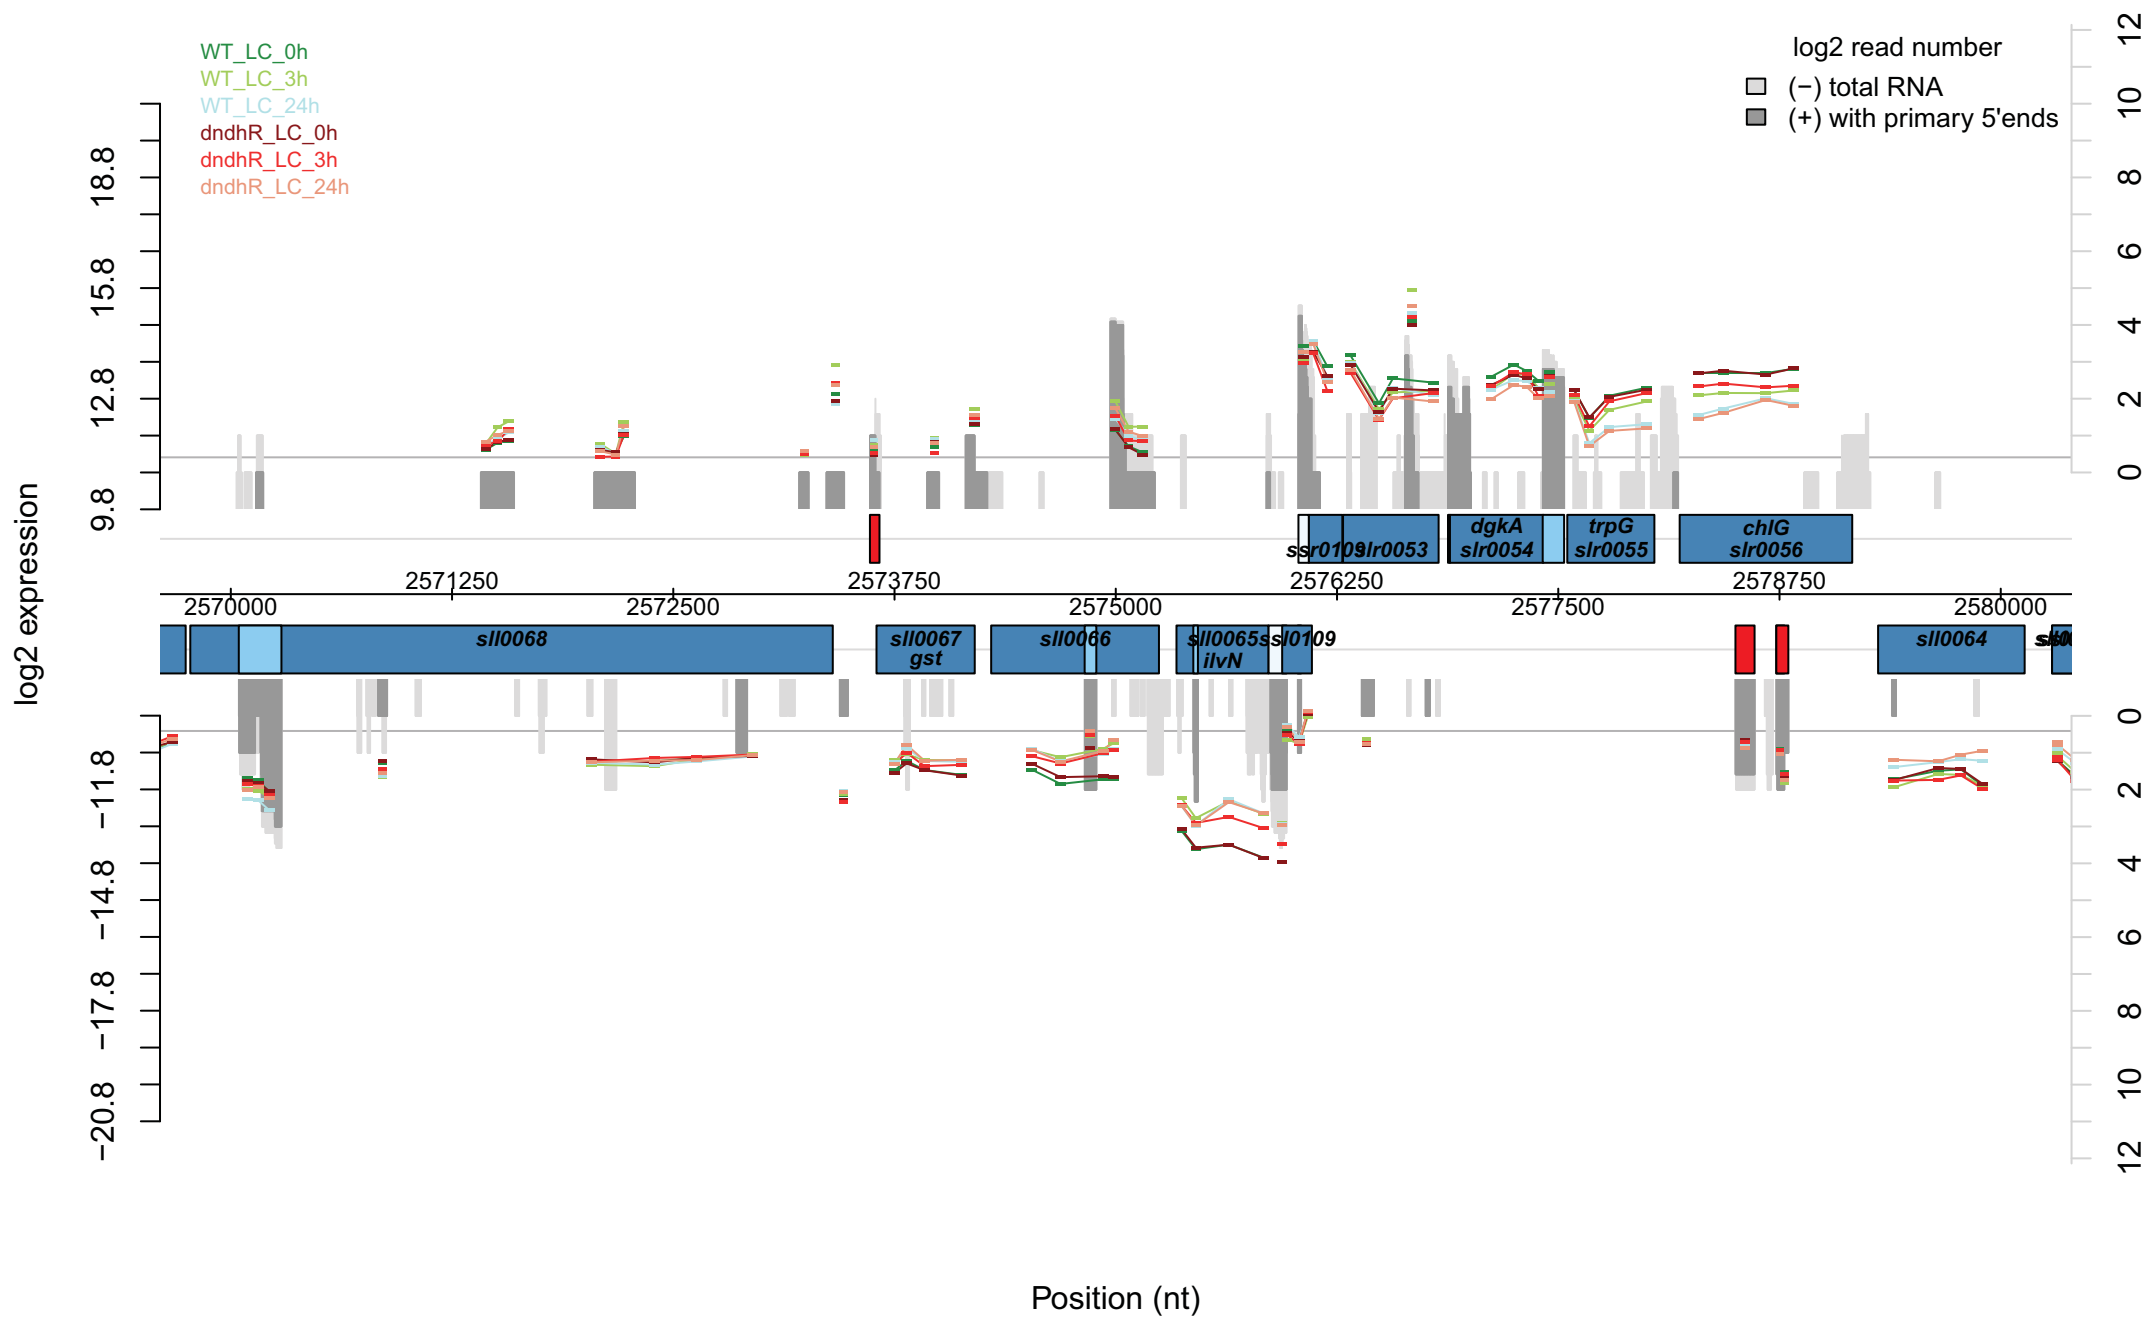 WT_LC_0h
WT_LC_3h
WT_LC_24h
dndhR_LC_0h
dndhR_LC_3h
dndhR_LC_24h
log2 read number
(−) total RNA
(+) with primary 5'ends
log2 expression
18.8
15.8
12.8
9.8
12
10
8
6
4
2
0
ssr0109
slr0053
dgkA
slr0054
trpG
slr0055
chlG
slr0056
2571250
2573750
2576250
2578750
2570000
2572500
2575000
2577500
2580000
sll0068
sll0067
gst
sll0066
sll0065
ilvN
ssl0109
sll0064
−11.8
−14.8
−17.8
−20.8
0
2
4
6
8
10
12
Position (nt)